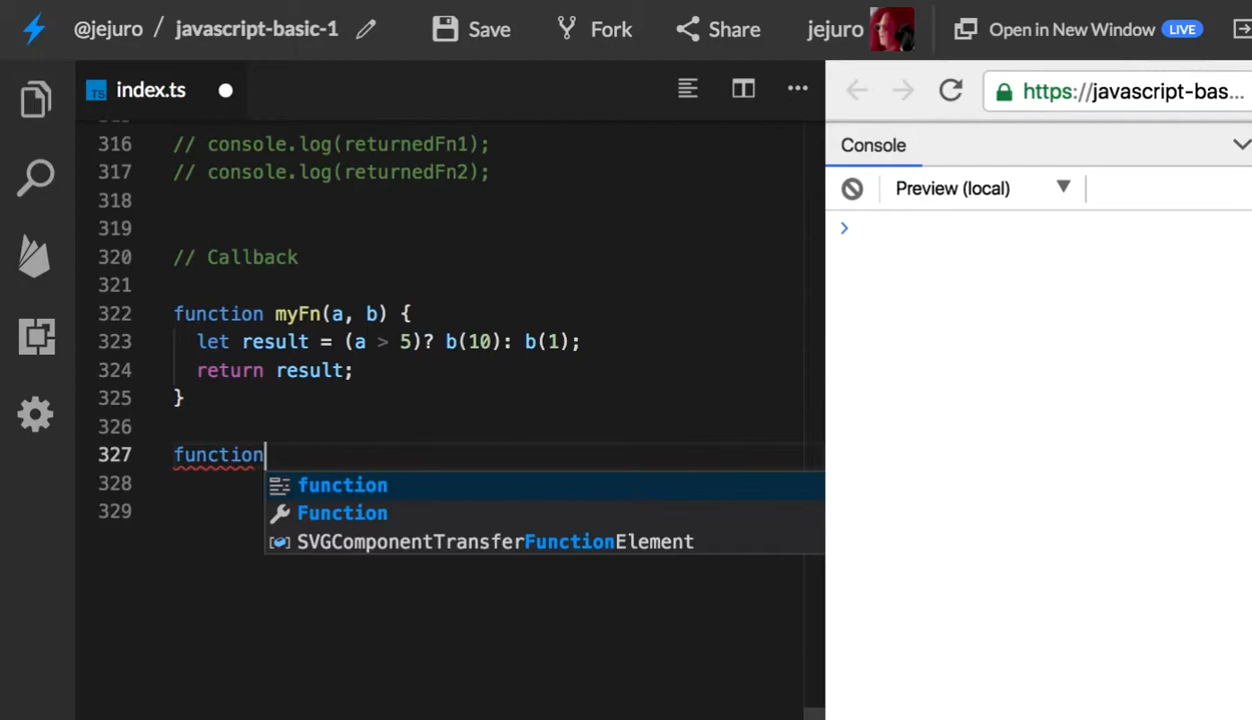 @jejuro / javascript-basic-1 Save Fork Share jejuro Open in New Window LIVE
TS index.ts https://javascript-bas...
Console
Preview (local)
316 // console.log(returnedFn1);
317 // console.log(returnedFn2);
318
319
320 // Callback
321
322 function myFn(a, b) {
323 let result = (a > 5)? b(10): b(1);
324 return result;
325 }
326
327 function
328 function
Function
329 SVGComponentTransferFunctionElement